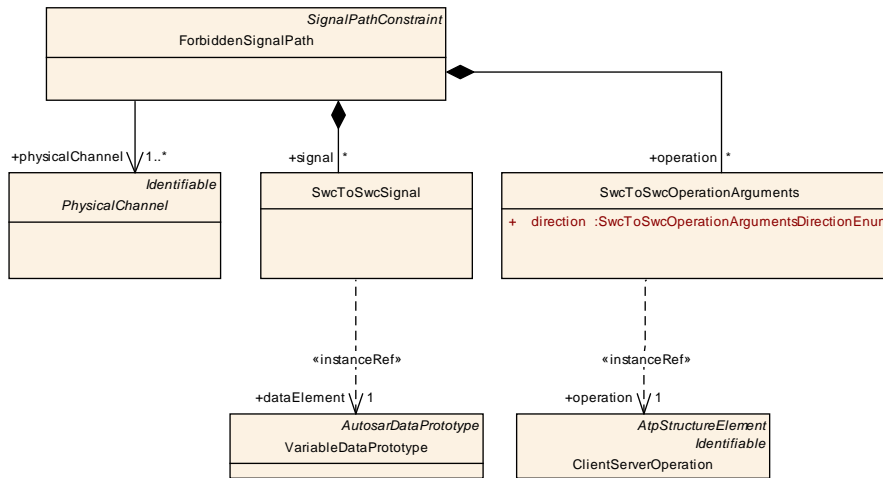 SignalPathConstraint
ForbiddenSignalPath
+physicalChannel 1..*
+signal *
+operation *
Identifiable
PhysicalChannel
SwcToSwcSignal
SwcToSwcOperationArguments
+ direction :SwcToSwcOperationArgumentsDirectionEnum
«instanceRef»
«instanceRef»
+dataElement 1
+operation 1
AutosarDataPrototype
VariableDataPrototype
AtpStructureElement
Identifiable
ClientServerOperation